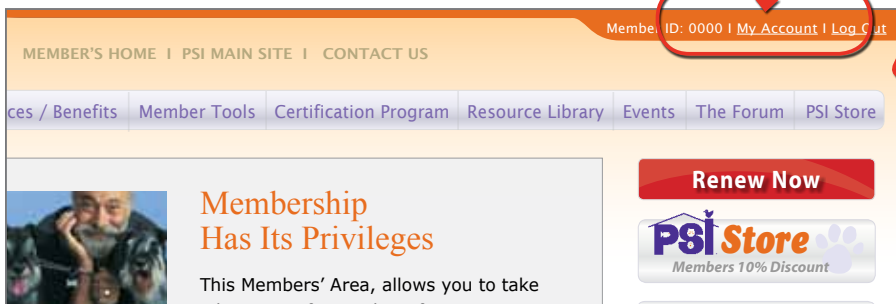 Member ID: 0000 I My Account I Log Out
MEMBER'S HOME I PSI MAIN SITE I CONTACT US
ces / Benefits Member Tools Certification Program Resource Library Events The Forum PSI Store
Renew Now
Membership
Has Its Privileges
PSI Store
Members 10% Discount
This Members' Area, allows you to take